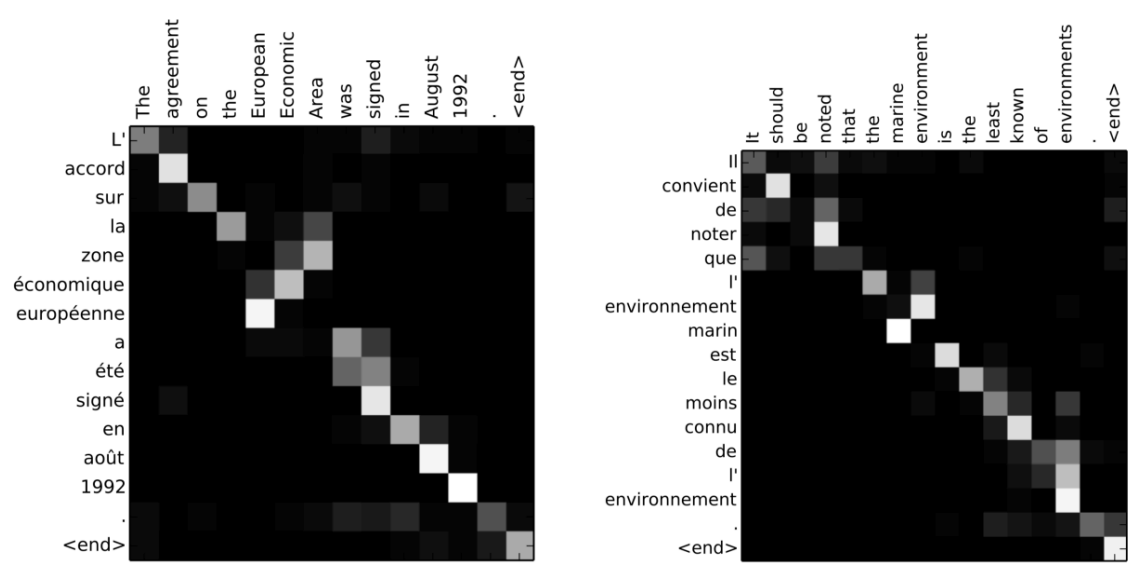 The agreement on the European Economic Area was signed in August 1992 . <end>
L'
accord
sur
la
zone
économique
européenne
a
été
signé
en
août
1992
.
<end>
It should be noted that the marine environment is the least known of environments . <end>
Il
convient
de
noter
que
l'
environnement
marin
est
le
moins
connu
de
l'
environnement
.
<end>